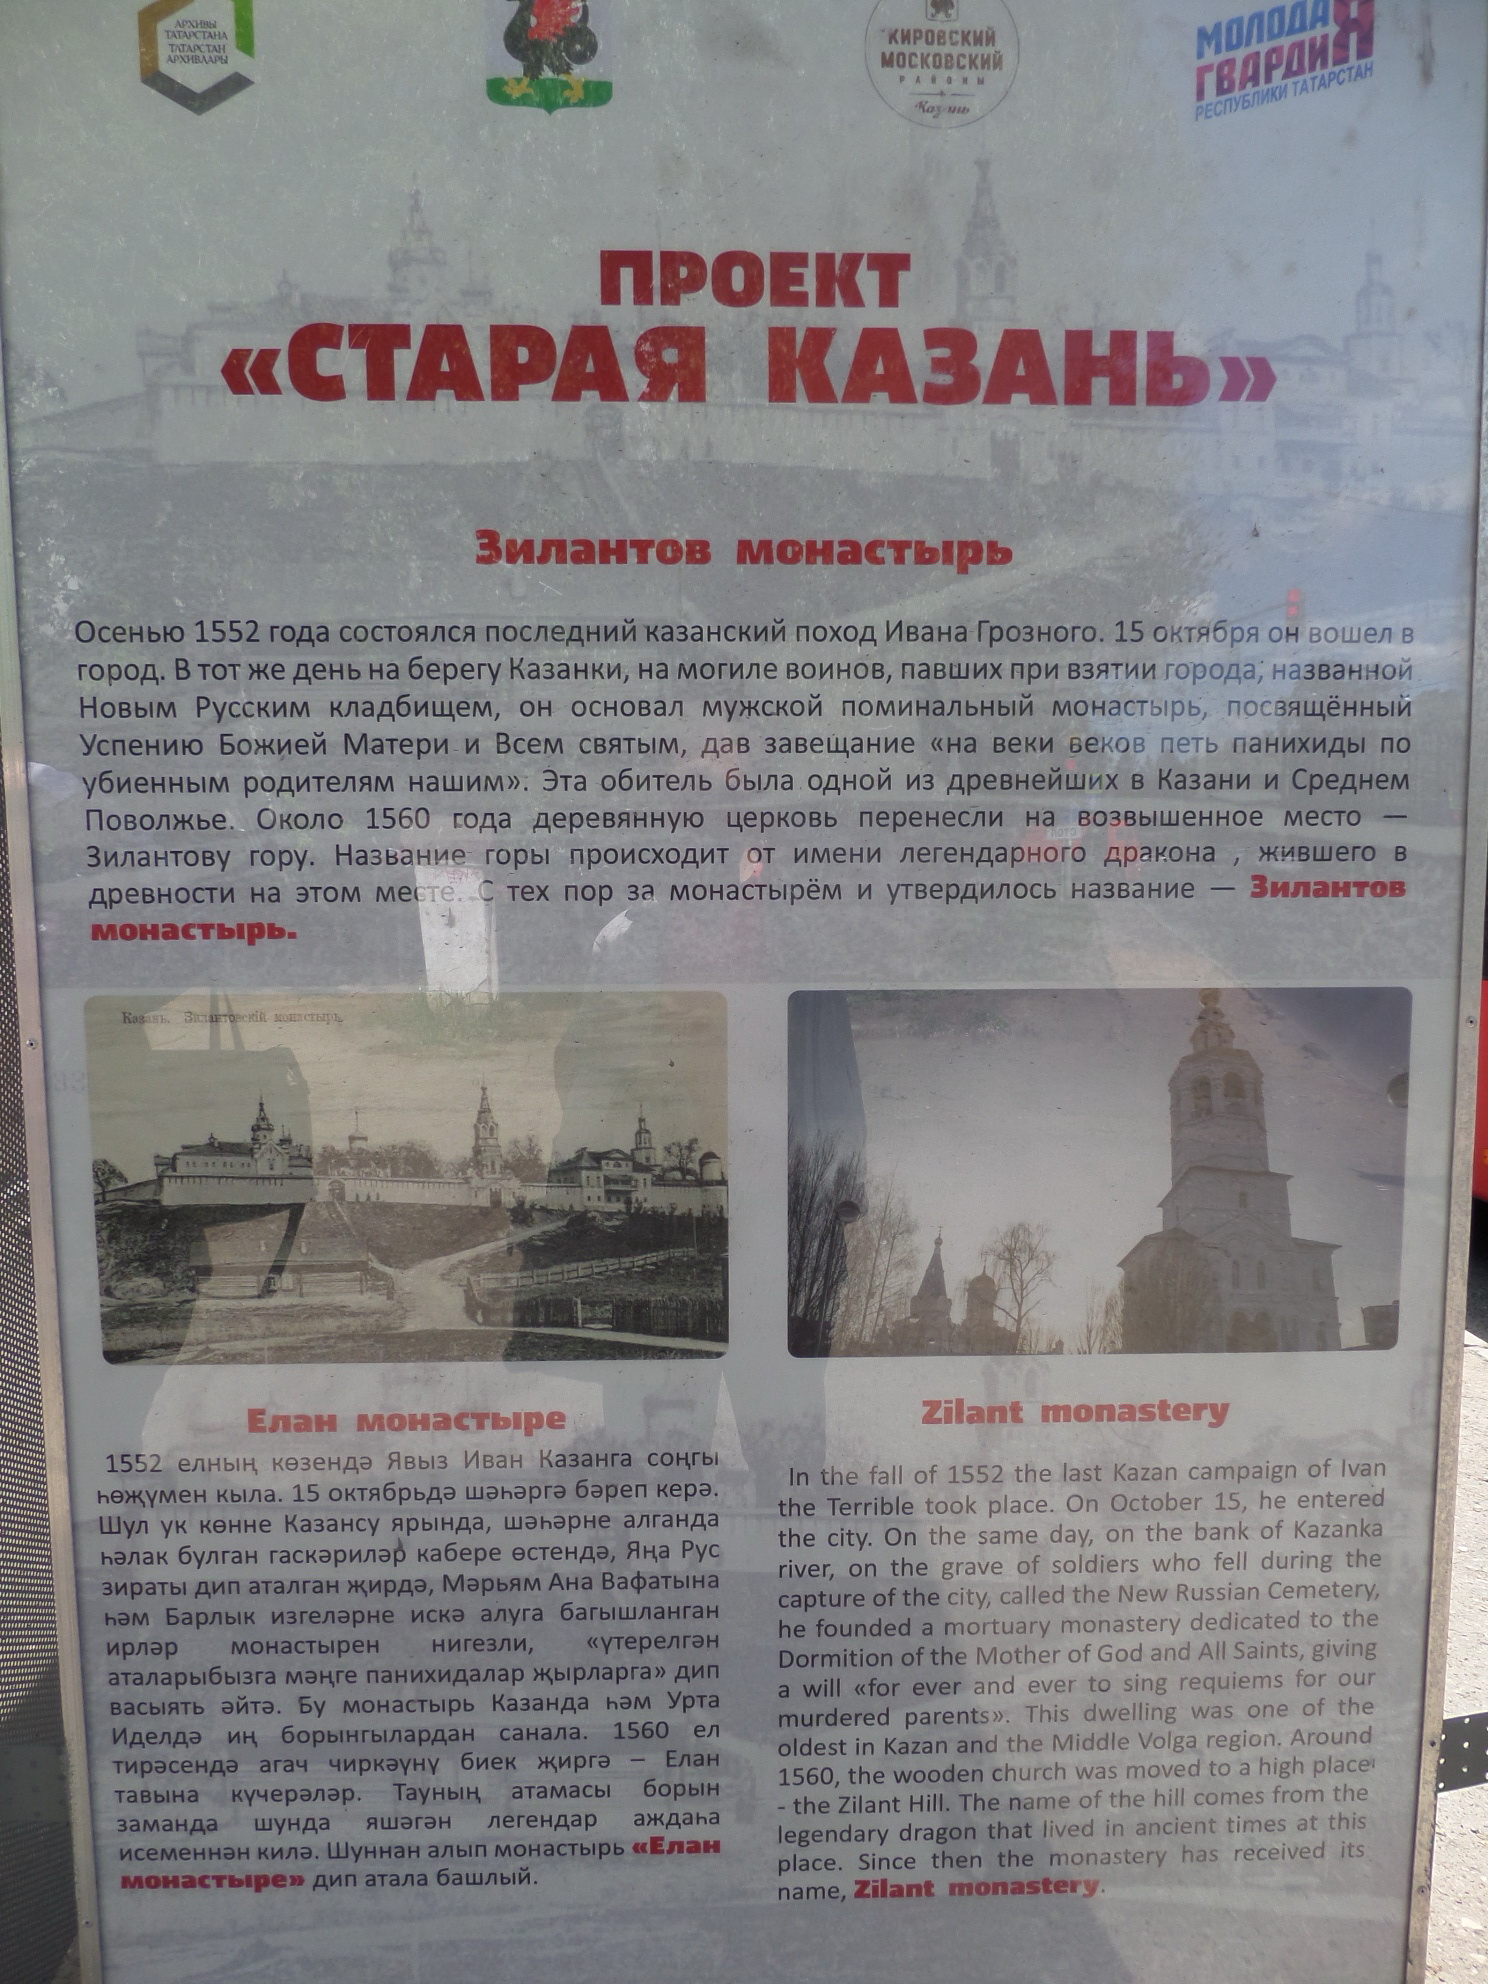 АРХИВЫ
ТАТАРСТАНА
ТАТАРСТАН
АРХИВЛАРЫ
КИРОВСКИЙ
МОСКОВСКИЙ
РАЙОНЫ
Казань
МОЛОДАЯ
ГВАРДИЯ
РЕСПУБЛИКИ ТАТАРСТАН
ПРОЕКТ
«СТАРАЯ КАЗАНЬ»
Зилантов монастырь
Осенью 1552 года состоялся последний казанский поход Ивана Грозного. 15 октября он вошел в
город. В тот же день на берегу Казанки, на могиле воинов, павших при взятии города, названной
Новым Русским кладбищем, он основал мужской поминальный монастырь, посвящённый
Успению Божией Матери и Всем святым, дав завещание «на веки веков петь панихиды по
убиенным родителям нашим». Эта обитель была одной из древнейших в Казани и Среднем
Поволжье. Около 1560 года деревянную церковь перенесли на возвышенное место —
Зилантову гору. Название горы происходит от имени легендарного дракона , жившего в
древности на этом месте. С тех пор за монастырём и утвердилось название — Зилантов
монастырь.
Казань. Зилантовскій монастырь.
Елан монастыре
1552 елның көзендә Явыз Иван Казанга соңгы
һөҗүмен кыла. 15 октябрьдә шәһәргә бәреп керә.
Шул ук көнне Казансу ярында, шәһәрне алганда
һәлак булган гаскәриләр кабере өстендә, Яңа Рус
зираты дип аталган җирдә, Мәрьям Ана Вафатына
һәм Барлык изгеләрне искә алуга багышланган
ирләр монастырен нигезли, «үтерелгән
аталарыбызга мәңге панихидалар җырларга» дип
васыять әйтә. Бу монастырь Казанда һәм Урта
Иделдә иң борынгылардан санала. 1560 ел
тирәсендә агач чиркәүнү биек җиргә – Елан
тавына күчерәләр. Тауның атамасы борын
заманда шунда яшәгән легендар аждаһа
исеменнән килә. Шуннан алып монастырь «Елан
монастыре» дип атала башлый.
Zilant monastery
In the fall of 1552 the last Kazan campaign of Ivan
the Terrible took place. On October 15, he entered
the city. On the same day, on the bank of Kazanka
river, on the grave of soldiers who fell during the
capture of the city, called the New Russian Cemetery,
he founded a mortuary monastery dedicated to the
Dormition of the Mother of God and All Saints, giving
a will «for ever and ever to sing requiems for our
murdered parents». This dwelling was one of the
oldest in Kazan and the Middle Volga region. Around
1560, the wooden church was moved to a high place
- the Zilant Hill. The name of the hill comes from the
legendary dragon that lived in ancient times at this
place. Since then the monastery has received its
name, Zilant monastery.